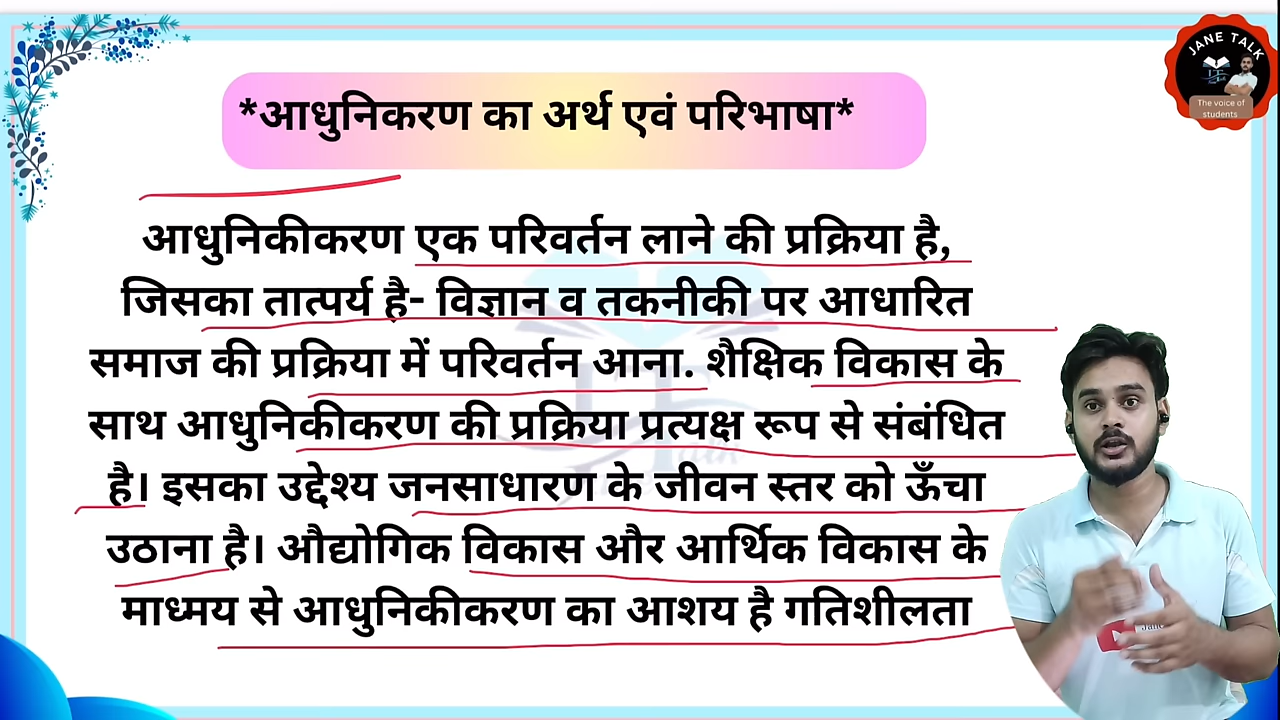 *आधुनिकरण का अर्थ एवं परिभाषा*
JANE TALK
The voice of
students
आधुनिकीकरण एक परिवर्तन लाने की प्रक्रिया है,
जिसका तात्पर्य है- विज्ञान व तकनीकी पर आधारित
समाज की प्रक्रिया में परिवर्तन आना. शैक्षिक विकास के
साथ आधुनिकीकरण की प्रक्रिया प्रत्यक्ष रूप से संबंधित
है। इसका उद्देश्य जनसाधारण के जीवन स्तर को ऊँचा
उठाना है। औद्योगिक विकास और आर्थिक विकास के
माध्मय से आधुनिकीकरण का आशय है गतिशीलता